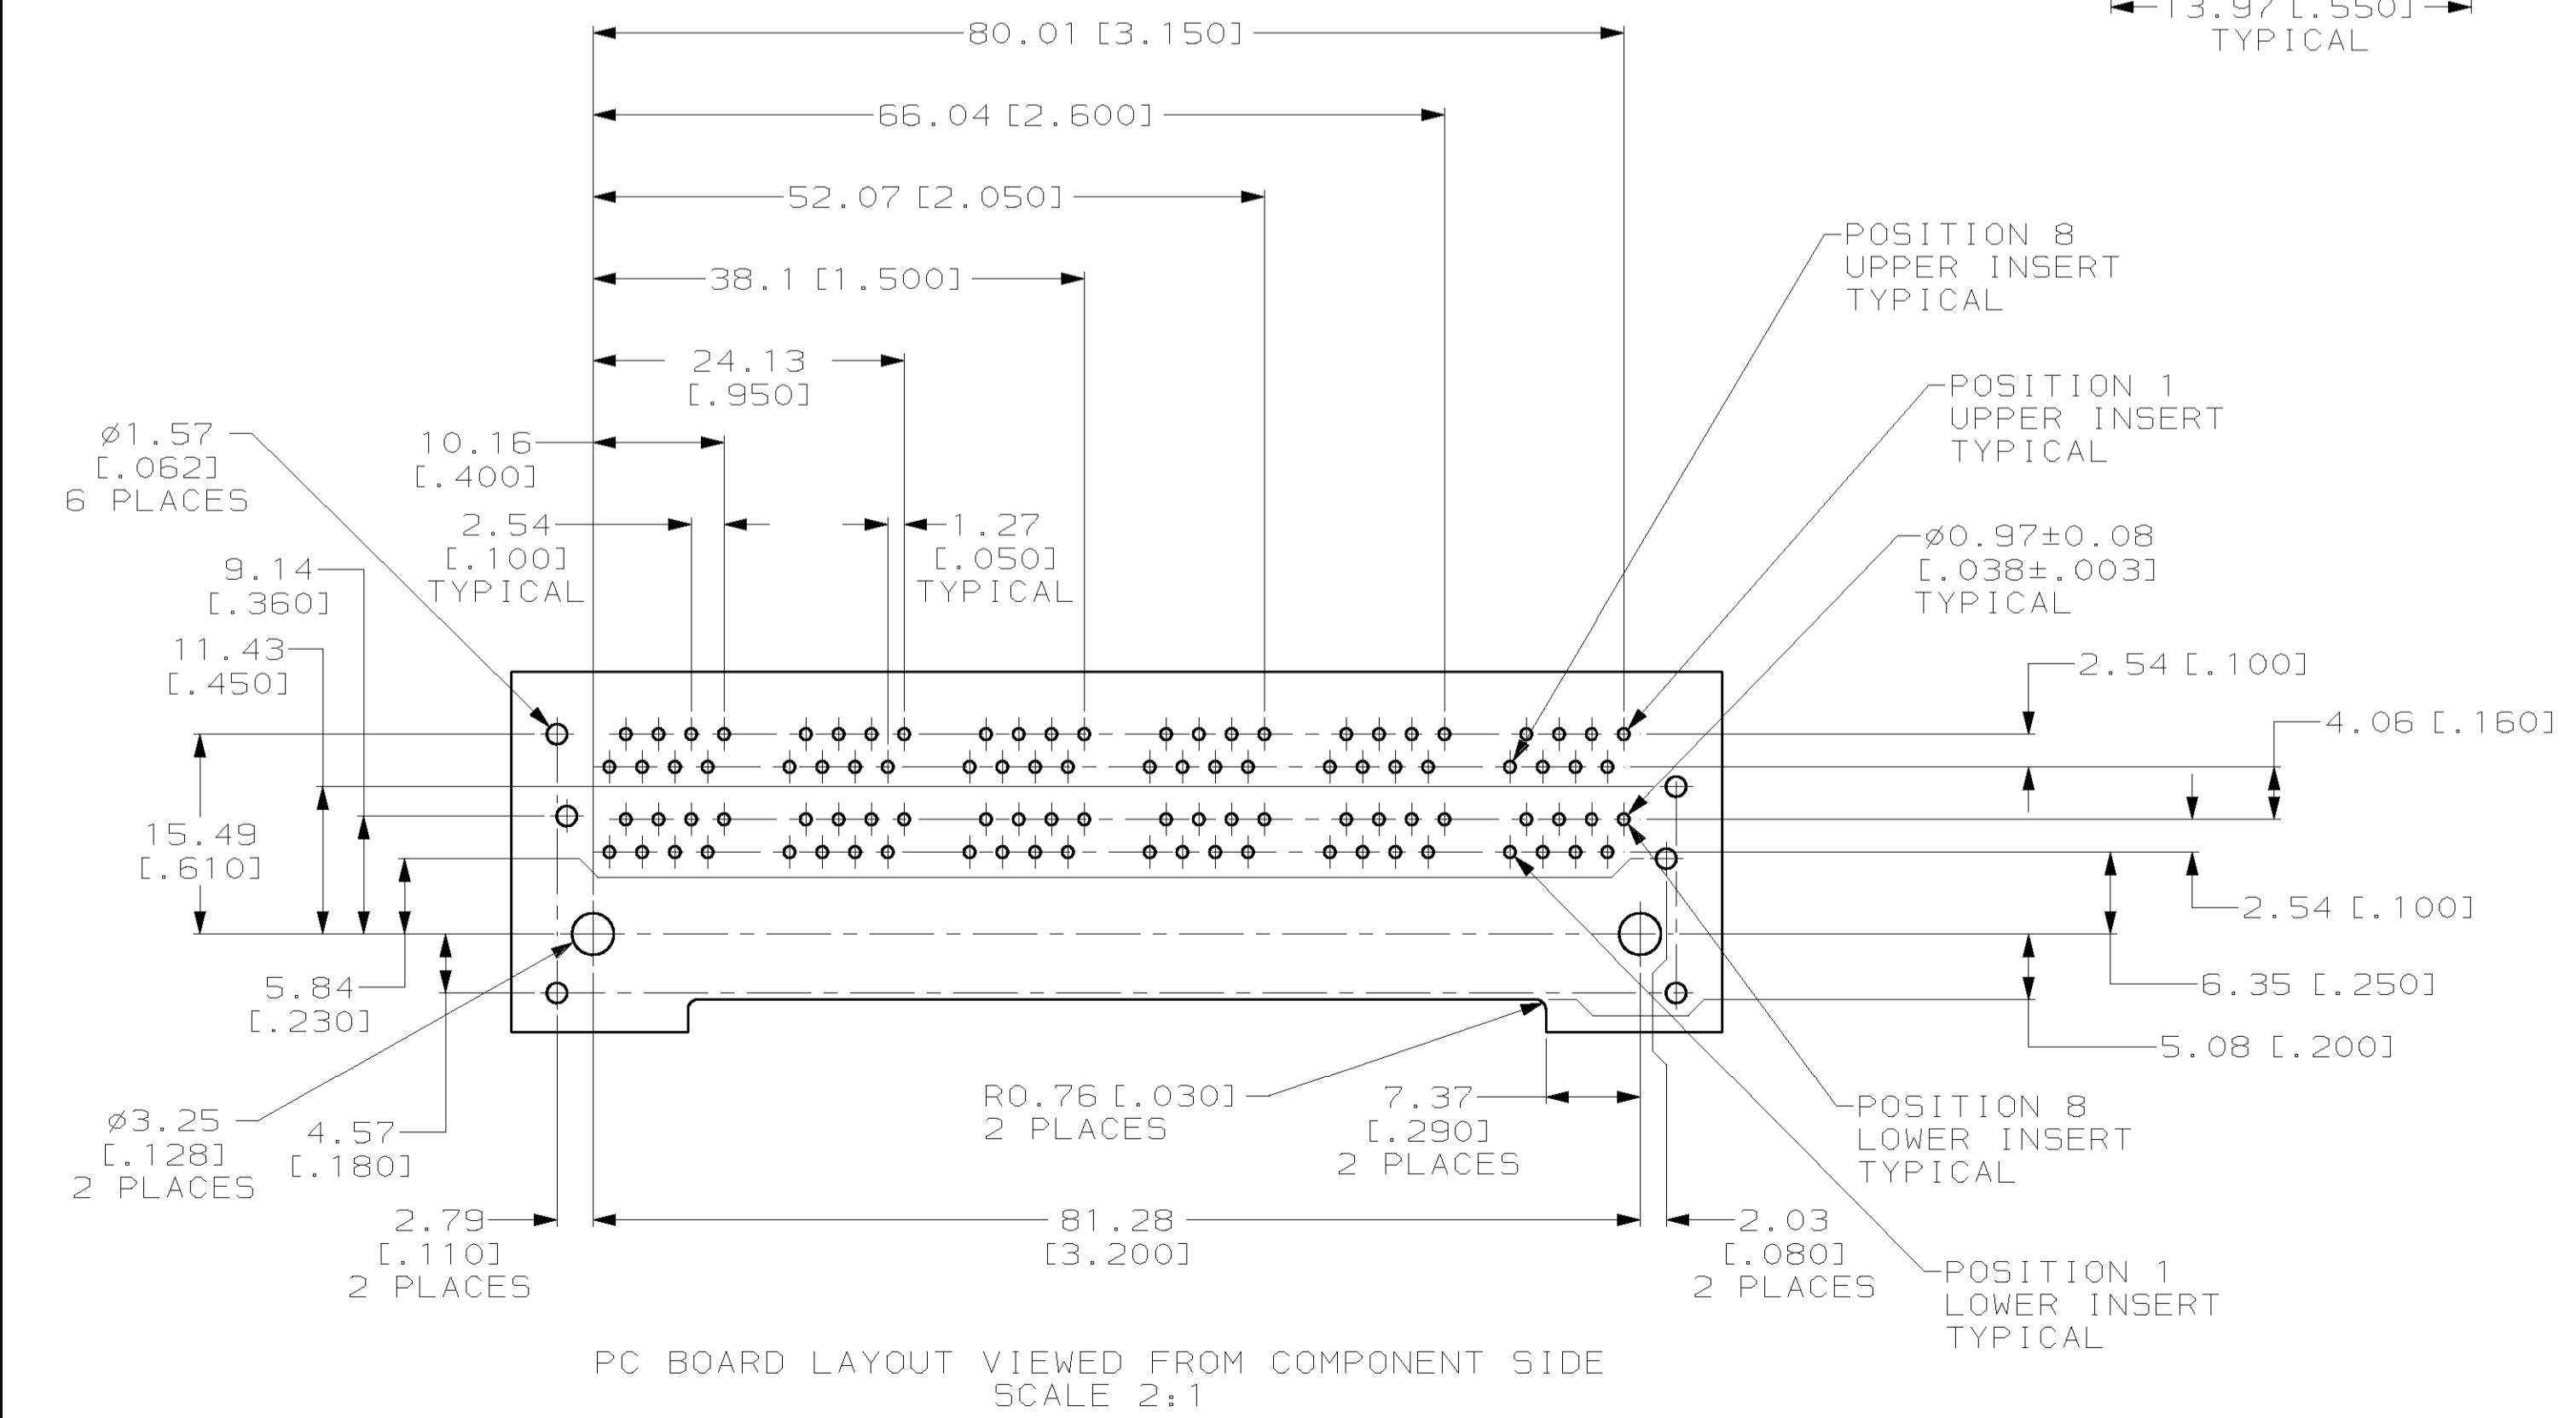 13.97 [.550]
TYPICAL
80.01 [3.150]
66.04 [2.600]
52.07 [2.050]
38.1 [1.500]
24.13
[.950]
10.16
[.400]
2.54
[.100]
TYPICAL
1.27
[.050]
TYPICAL
⌀1.57
[.062]
6 PLACES
9.14
[.360]
11.43
[.450]
15.49
[.610]
5.84
[.230]
⌀3.25
[.128]
2 PLACES
4.57
[.180]
2.79
[.110]
2 PLACES
81.28
[3.200]
R0.76 [.030]
2 PLACES
7.37
[.290]
2 PLACES
2.03
[.080]
2 PLACES
POSITION 8
UPPER INSERT
TYPICAL
POSITION 1
UPPER INSERT
TYPICAL
⌀0.97±0.08
[.038±.003]
TYPICAL
2.54 [.100]
4.06 [.160]
2.54 [.100]
6.35 [.250]
5.08 [.200]
POSITION 8
LOWER INSERT
TYPICAL
POSITION 1
LOWER INSERT
TYPICAL
PC BOARD LAYOUT VIEWED FROM COMPONENT SIDE
SCALE 2:1